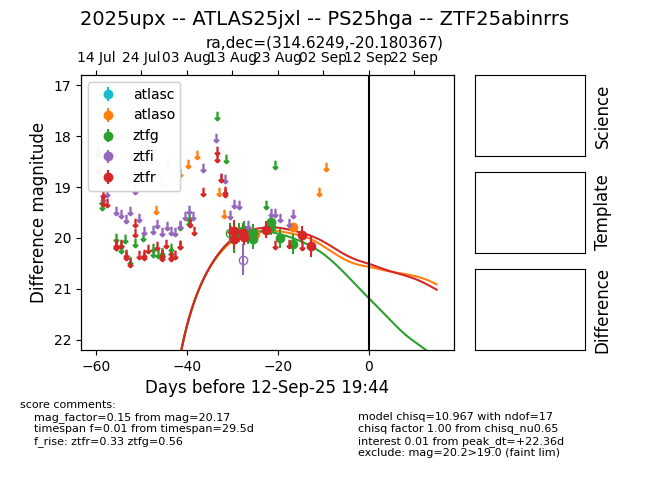 2025upx -- ATLAS25jxl -- PS25hga -- ZTF25abinrrs
ra,dec=(314.6249,-20.180367)
14 Jul 24 Jul 03 Aug 13 Aug 23 Aug 02 Sep 12 Sep 22 Sep
17
18
19
20
21
22
Difference magnitude
atlasc
atlaso
ztfg
ztfi
ztfr
−60 −40 −20 0
Days before 12-Sep-25 19:44
Science
Template
Difference
score comments:
mag_factor=0.15 from mag=20.17
timespan f=0.01 from timespan=29.5d
f_rise: ztfr=0.33 ztfg=0.56
model chisq=10.967 with ndof=17
chisq factor 1.00 from chisq_nu0.65
interest 0.01 from peak_dt=+22.36d
exclude: mag=20.2>19.0 (faint lim)